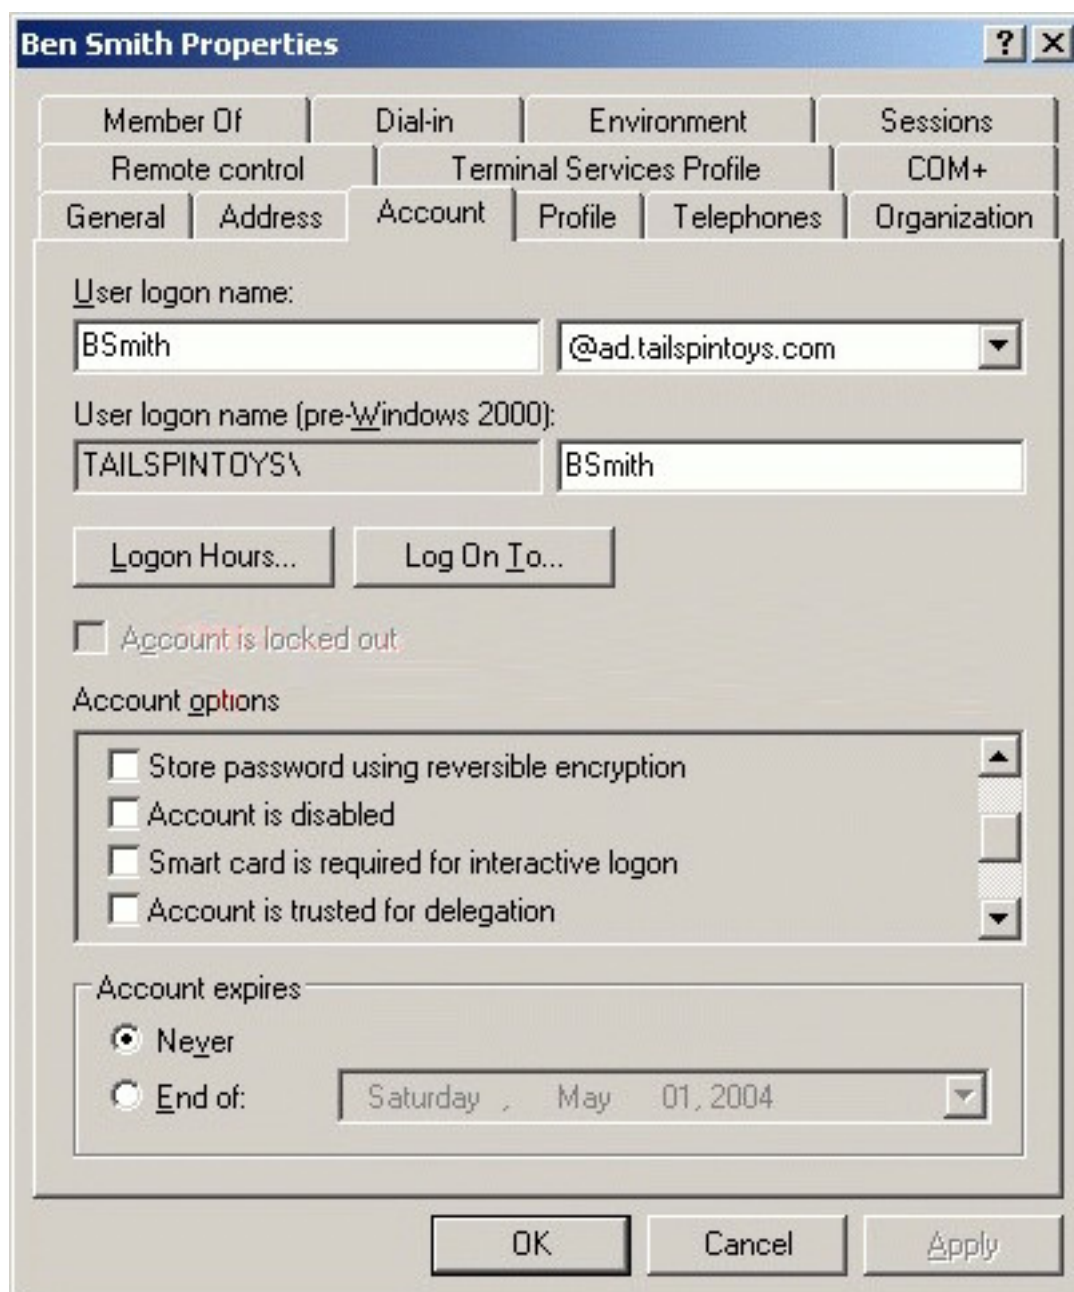 Ben Smith Properties
Member Of Dial-in Environment Sessions
Remote control Terminal Services Profile COM+
General Address Account Profile Telephones Organization
User logon name:
BSmith @ad.tailspintoys.com
User logon name (pre-Windows 2000):
TAILSPINTOYS\ BSmith
Logon Hours... Log On To...
Account is locked out
Account options
Store password using reversible encryption
Account is disabled
Smart card is required for interactive logon
Account is trusted for delegation
Account expires
Never
End of: Saturday , May 01, 2004
OK Cancel Apply